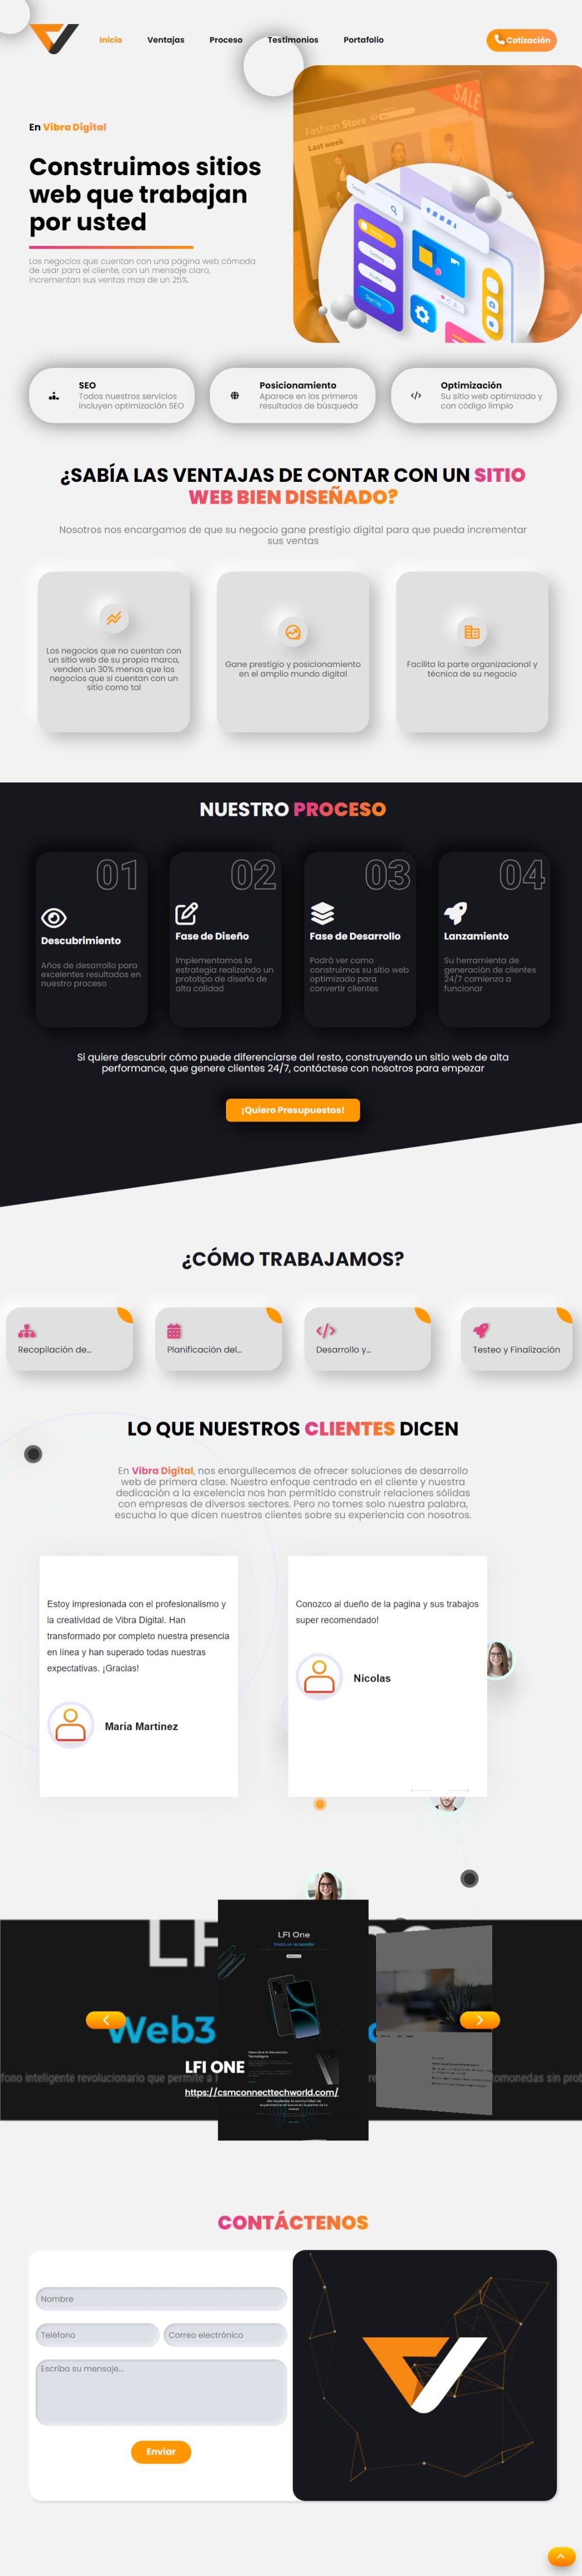 Inicio
Ventajas
Proceso
Testimonios
Portafolio
Cotización
En Vibra Digital
Construimos sitios
web que trabajan
por usted
Los negocios que cuentan con una página web cómoda
de usar para el cliente, con un mensaje claro,
incrementan sus ventas mas de un 25%.
SALE
Fashion Store
Last week
Search
Sign Up
SEO
Todos nuestros servicios
incluyen optimización SEO
Posicionamiento
Aparece en los primeros
resultados de búsqueda
Optimización
Su sitio web optimizado y
con código limpio
¿SABÍA LAS VENTAJAS DE CONTAR CON UN SITIO
WEB BIEN DISEÑADO?
Nosotros nos encargamos de que su negocio gane prestigio digital para que pueda incrementar
sus ventas
Los negocios que no cuentan con
un sitio web de su propia marca,
venden un 30% menos que los
negocios que si cuentan con un
sitio como tal
Gane prestigio y posicionamiento
en el amplio mundo digital
Facilita la parte organizacional y
técnica de su negocio
NUESTRO PROCESO
01
Descubrimiento
Años de desarrollo para
excelentes resultados en
nuestro proceso
02
Fase de Diseño
Implementamos la
estrategia realizando un
prototipo de diseño de
alta calidad
03
Fase de Desarrollo
Podrá ver como
construimos su sitio web
optimizado para
convertir clientes
04
Lanzamiento
Su herramienta de
generación de clientes
24/7 comienza a
funcionar
Si quiere descubrir cómo puede diferenciarse del resto, construyendo un sitio web de alta
performance, que genere clientes 24/7, contáctese con nosotros para empezar
¡Quiero Presupuestos!
¿CÓMO TRABAJAMOS?
Recopilación de...
Planificación del...
Desarrollo y...
Testeo y Finalización
LO QUE NUESTROS CLIENTES DICEN
En Vibra Digital, nos enorgullecemos de ofrecer soluciones de desarrollo
web de primera clase. Nuestro enfoque centrado en el cliente y nuestra
dedicación a la excelencia nos han permitido construir relaciones sólidas
con empresas de diversos sectores. Pero no tomes solo nuestra palabra,
escucha lo que dicen nuestros clientes sobre su experiencia con nosotros.
Estoy impresionada con el profesionalismo y
la creatividad de Vibra Digital. Han
transformado por completo nuestra presencia
en línea y han superado todas nuestras
expectativas. ¡Gracias!
Maria Martinez
Conozco al dueño de la pagina y sus trabajos
super recomendado!
Nicolas
LFI One
Web3
LFI ONE
https://csmconnecttechworld.com/
fono inteligente revolucionario que permite a
CONTÁCTENOS
Nombre
Teléfono
Correo electrónico
Escriba su mensaje...
Enviar